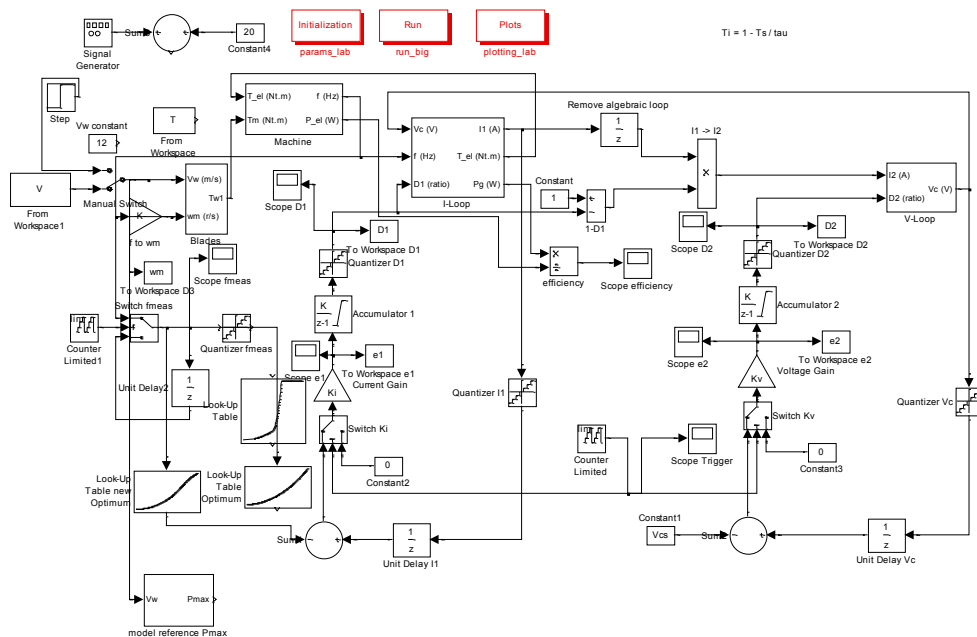 Initialization
Run
Plots
params_lab
run_big
plotting_lab
Ti = 1 - Ts / tau
20
Constant4
Signal
Generator
Step
Vw constant
12
T
From
Workspace
T_el (Nt.m)
f (Hz)
Tm (Nt.m)
P_el (W)
Machine
Vc (V)
I1 (A)
f (Hz)
T_el (Nt.m)
D1 (ratio)
Pg (W)
I-Loop
Remove algebraic loop
1
z
I1 -> I2
×
I2 (A)
Vc (V)
D2 (ratio)
V-Loop
V
From
Workspace1
Manual Switch
Vw (m/s)
Tw1
wm (r/s)
Blades
K
f to wm
Scope D1
Constant
1
1-D1
D1
To Workspace D1
Quantizer D1
Scope D2
D2
To Workspace D2
Quantizer D2
wm
To Workspace D3
Scope fmeas
×
÷
efficiency
Scope efficiency
Switch fmeas
Counter
Limited1
Quantizer fmeas
K
z-1
Accumulator 1
K
z-1
Accumulator 2
Scope e1
e1
To Workspace e1
Current Gain
Ki
Scope e2
e2
To Workspace e2
Voltage Gain
Kv
Unit Delay2
1
z
Look-Up
Table
Quantizer I1
Quantizer Vc
Switch Ki
Switch Kv
Counter
Limited
Scope Trigger
0
Constant2
0
Constant3
Look-Up
Table new
Optimum
Look-Up
Table
Optimum
1
z
Unit Delay I1
Constant1
Vcs
1
z
Unit Delay Vc
Vw
Pmax
model reference Pmax